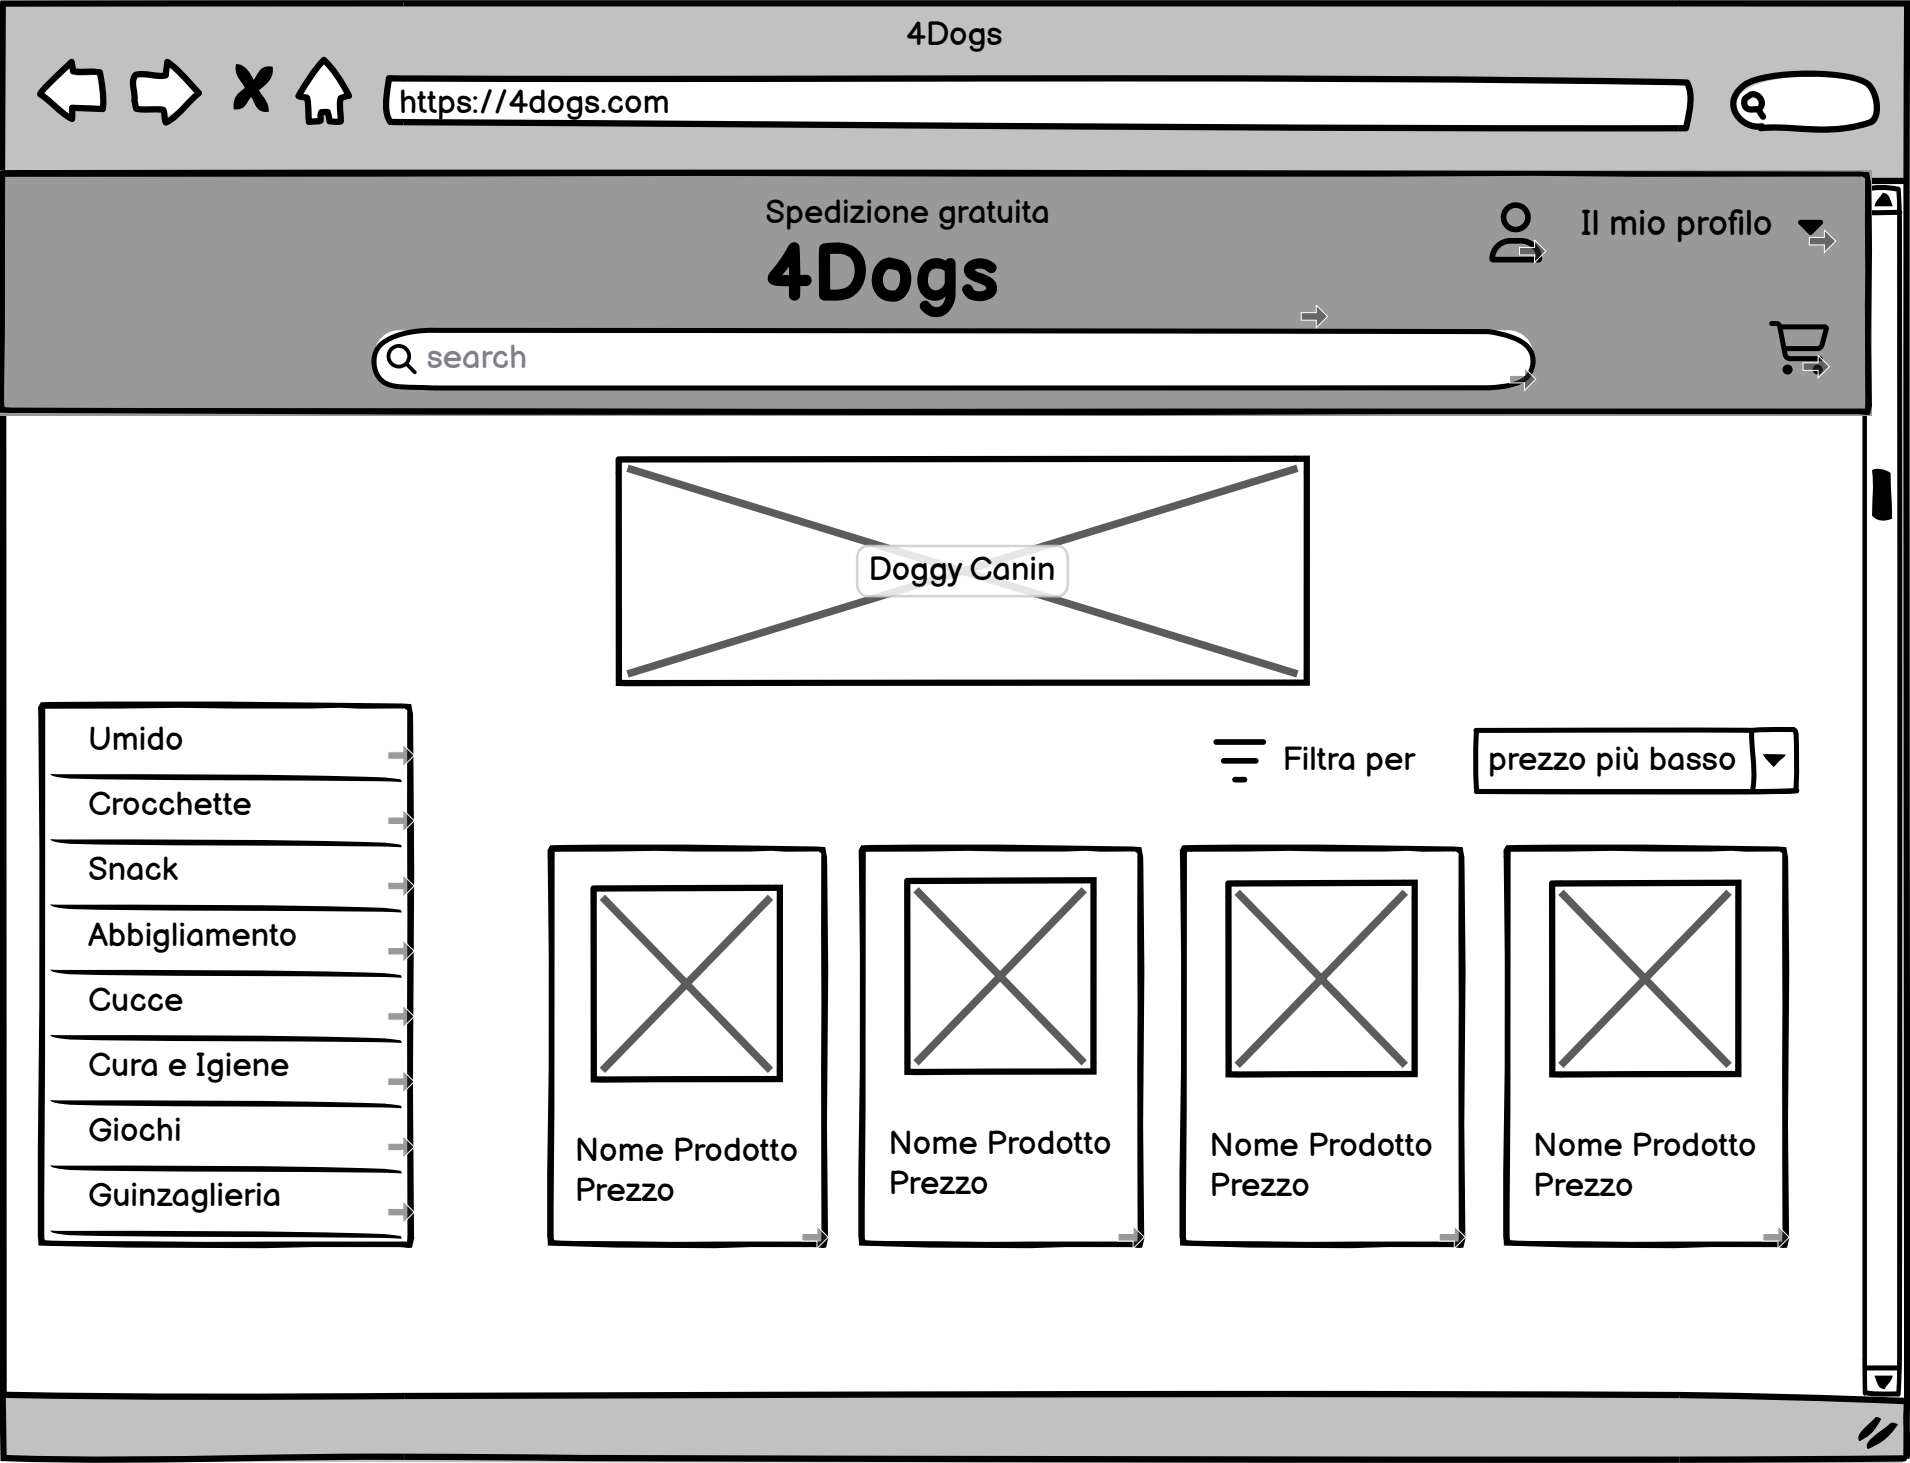 4Dogs
https://4dogs.com
Spedizione gratuita
4Dogs
Il mio profilo
search
Doggy Canin
Umido
Crocchette
Snack
Abbigliamento
Cucce
Cura e Igiene
Giochi
Guinzaglieria
Filtra per
prezzo più basso
Nome Prodotto
Prezzo
Nome Prodotto
Prezzo
Nome Prodotto
Prezzo
Nome Prodotto
Prezzo